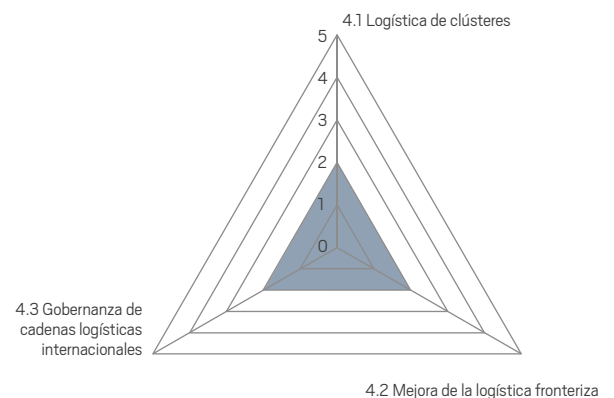 4.1 Logística de clústeres
5
4
3
2
1
0
4.3 Gobernanza de
cadenas logísticas
internacionales
4.2 Mejora de la logística fronteriza